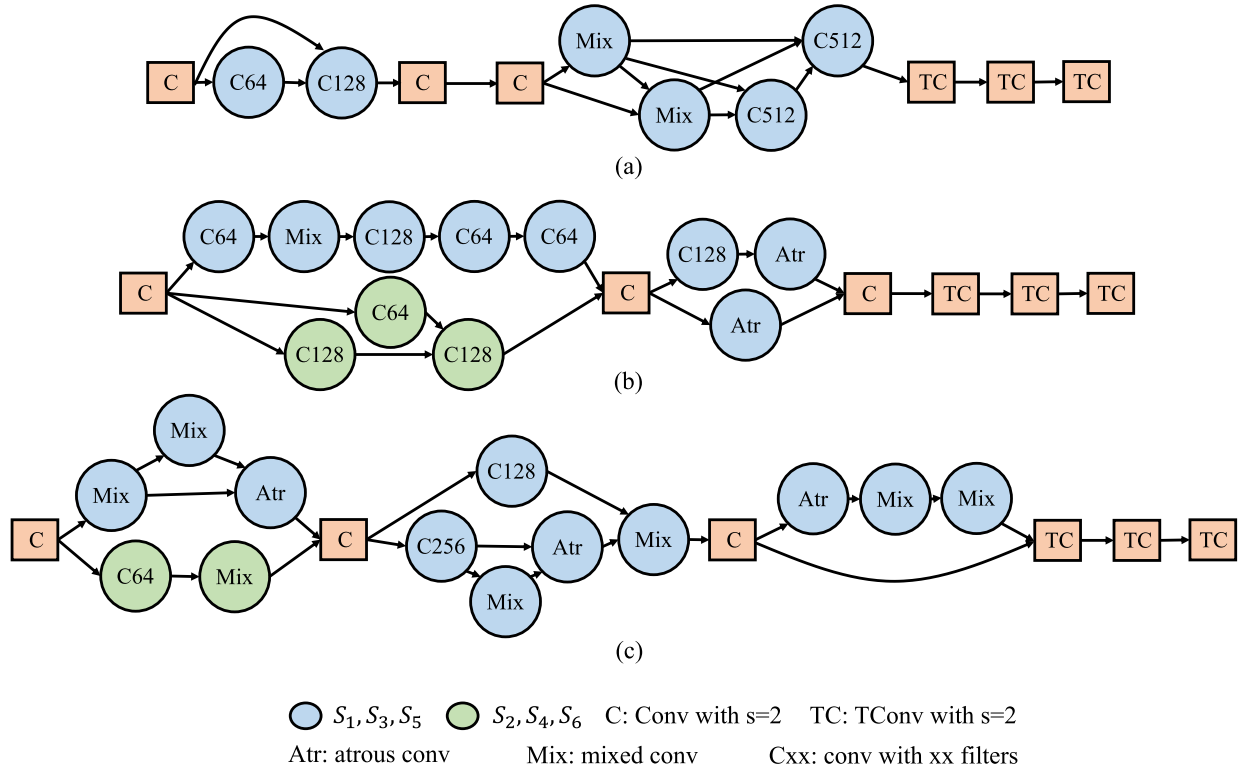 C C64 C128 C C Mix Mix C512 C512 TC TC TC
(a)
C64 Mix C128 C64 C64 C128 Atr
C C64 C Atr C TC TC TC
C128 C128
(b)
Mix
Mix Atr C128 Atr Mix Mix
C C C256 Atr Mix C TC TC TC
C64 Mix Mix
(c)
S₁, S₃, S₅ S₂, S₄, S₆ C: Conv with s=2 TC: TConv with s=2
Atr: atrous conv Mix: mixed conv Cxx: conv with xx filters